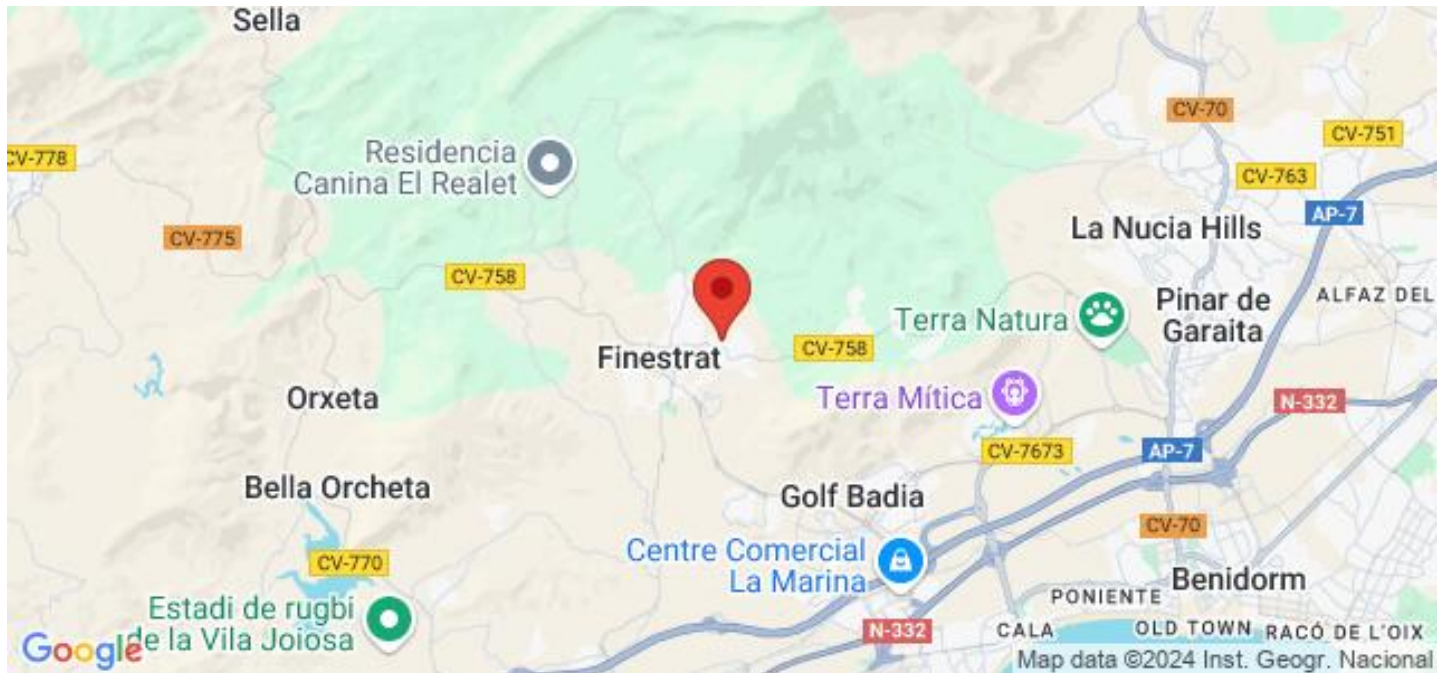 Sella
CV-70
CV-751
CV-778
Residencia
Canina El Realet
CV-763
AP-7
CV-775
La Nucia Hills
CV-758
Terra Natura
Pinar de
Garaita
ALFAZ DEL
Finestrat
CV-758
Orxeta
Terra Mítica
N-332
CV-7673
AP-7
Bella Orcheta
Golf Badia
CV-70
Centre Comercial
La Marina
CV-770
Benidorm
PONIENTE
Estadi de rugbi
de la Vila Joiosa
N-332
CALA
OLD TOWN
RACÓ DE L'OIX
Google
Map data ©2024 Inst. Geogr. Nacional